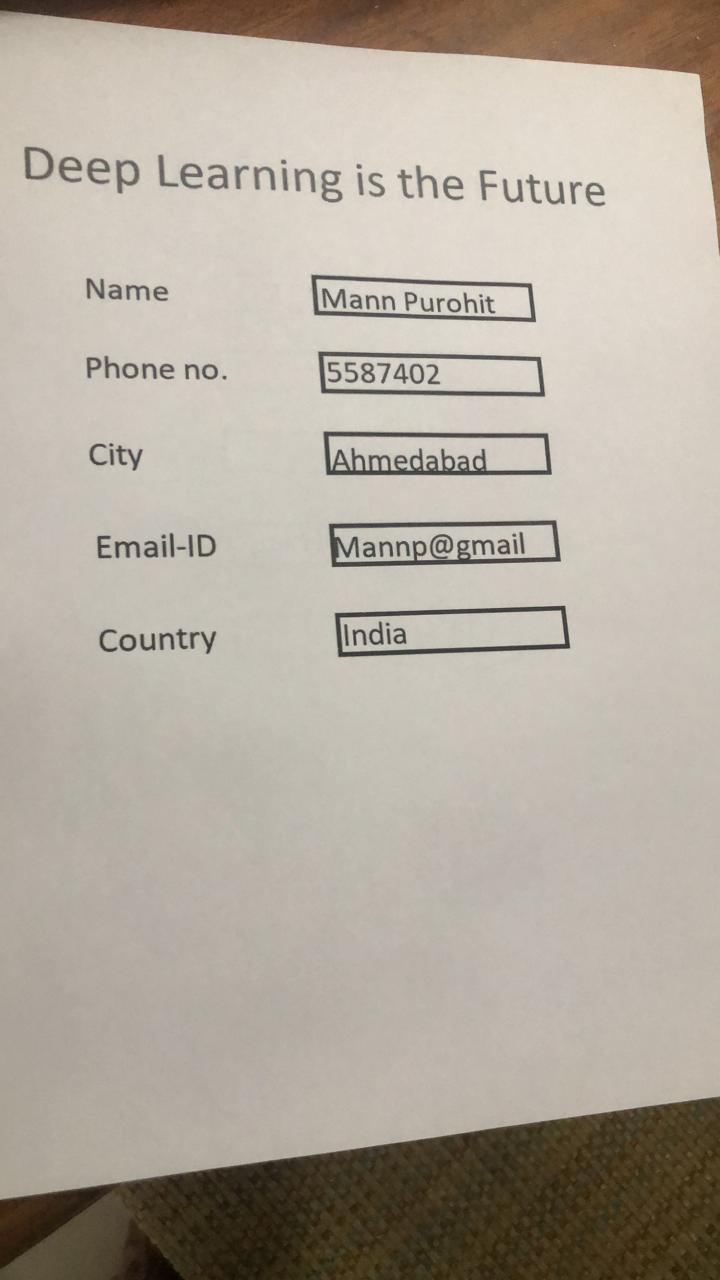 Deep Learning is the Future
Name Mann Purohit
Phone no. 5587402
City Ahmedabad
Email-ID Mannp@gmail
Country India